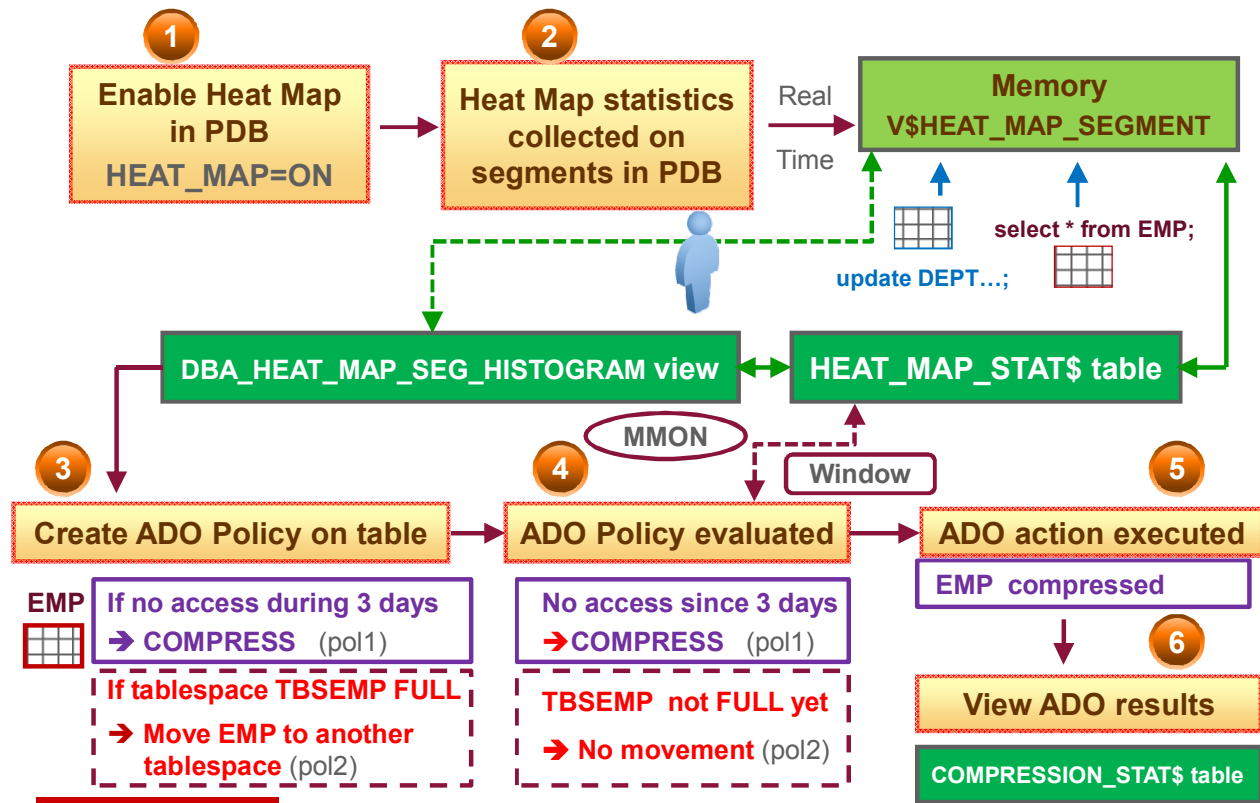 1
Enable Heat Map
in PDB
HEAT_MAP=ON
2
Heat Map statistics
collected on
segments in PDB
Real
Time
Memory
V$HEAT_MAP_SEGMENT
select * from EMP;
update DEPT…;
DBA_HEAT_MAP_SEG_HISTOGRAM view
HEAT_MAP_STAT$ table
MMON
Window
3
Create ADO Policy on table
EMP
If no access during 3 days
➔ COMPRESS (pol1)
If tablespace TBSEMP FULL
➔ Move EMP to another
tablespace (pol2)
4
ADO Policy evaluated
No access since 3 days
➔COMPRESS (pol1)
TBSEMP not FULL yet
➔ No movement (pol2)
5
ADO action executed
EMP compressed
6
View ADO results
COMPRESSION_STAT$ table